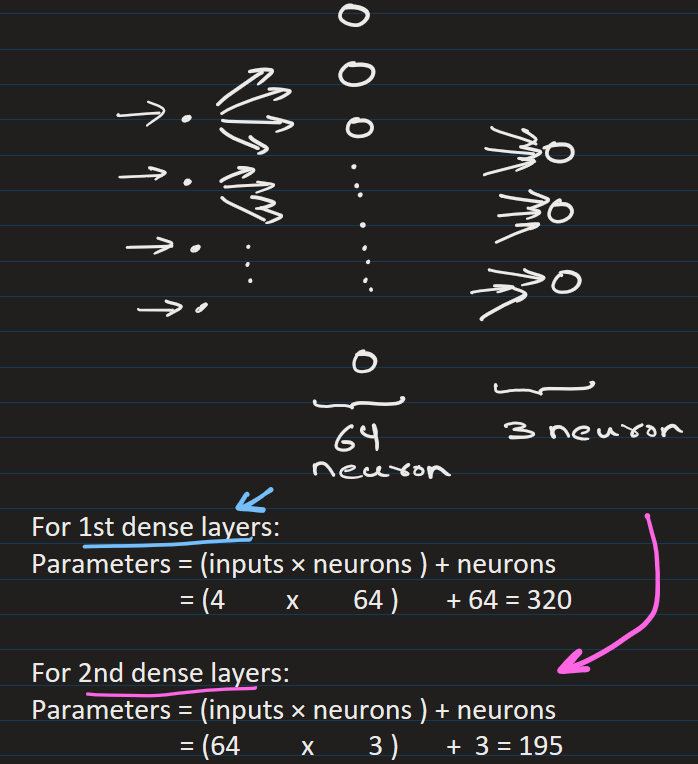 64
neuron
3 neuron
For 1st dense layers:
Parameters = (inputs × neurons ) + neurons
= (4 x 64 ) + 64 = 320
For 2nd dense layers:
Parameters = (inputs × neurons ) + neurons
= (64 x 3 ) + 3 = 195